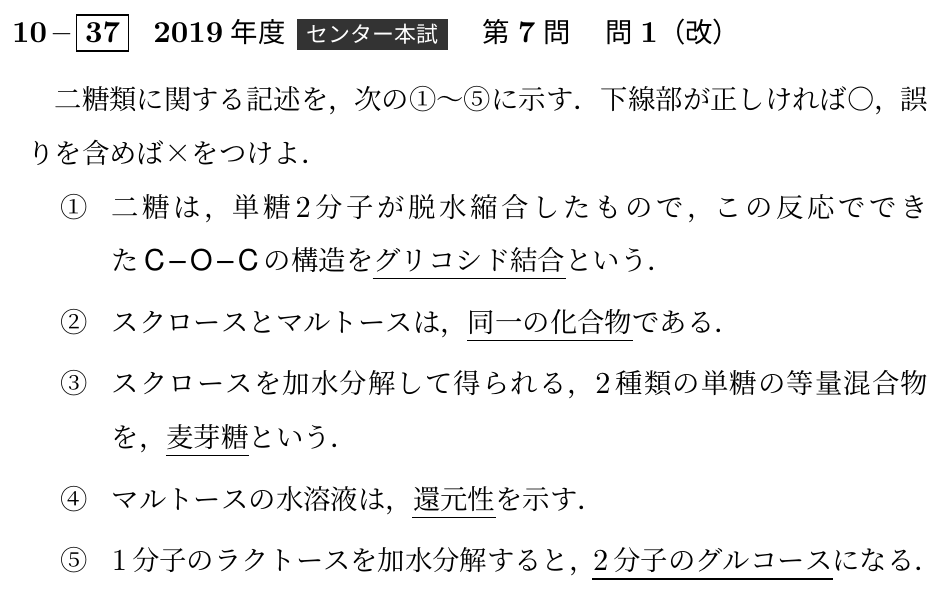 10－37 2019年度 センター本試 第7問 問1（改）
二糖類に関する記述を，次の①～⑤に示す．下線部が正しければ○，誤
りを含めば×をつけよ．
① 二糖は，単糖2分子が脱水縮合したもので，この反応ででき
たC－O－Cの構造をグリコシド結合という．
② スクロースとマルトースは，同一の化合物である．
③ スクロースを加水分解して得られる，2種類の単糖の等量混合物
を，麦芽糖という．
④ マルトースの水溶液は，還元性を示す．
⑤ 1分子のラクトースを加水分解すると，2分子のグルコースになる．